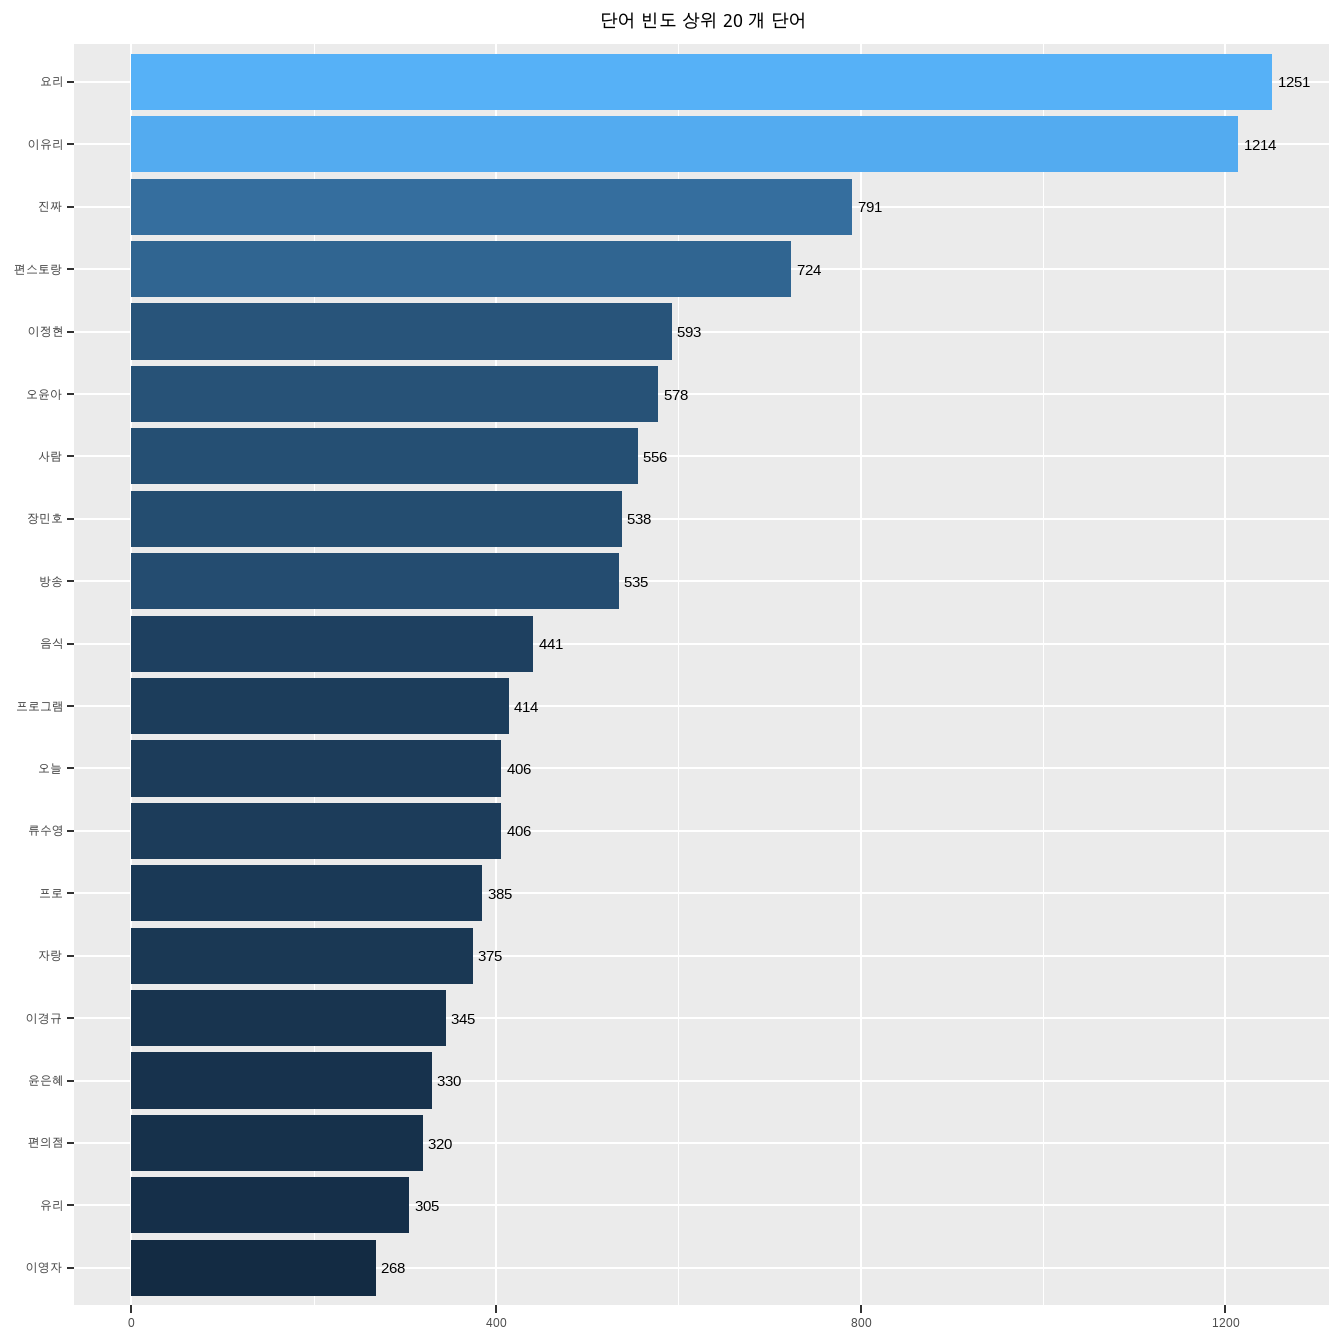 단어 빈도 상위 20 개 단어
요리 1251
이유리 1214
진짜 791
편스토랑 724
이정현 593
오윤아 578
사람 556
장민호 538
방송 535
음식 441
프로그램 414
오늘 406
류수영 406
프로 385
자랑 375
이경규 345
윤은혜 330
편의점 320
유리 305
이영자 268
0 400 800 1200